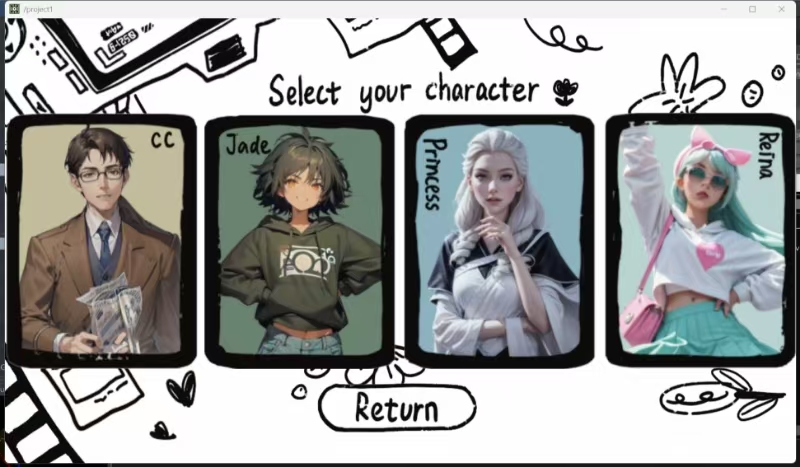 /project1
Select your character
CC
Jade
Princess
Reina
Return